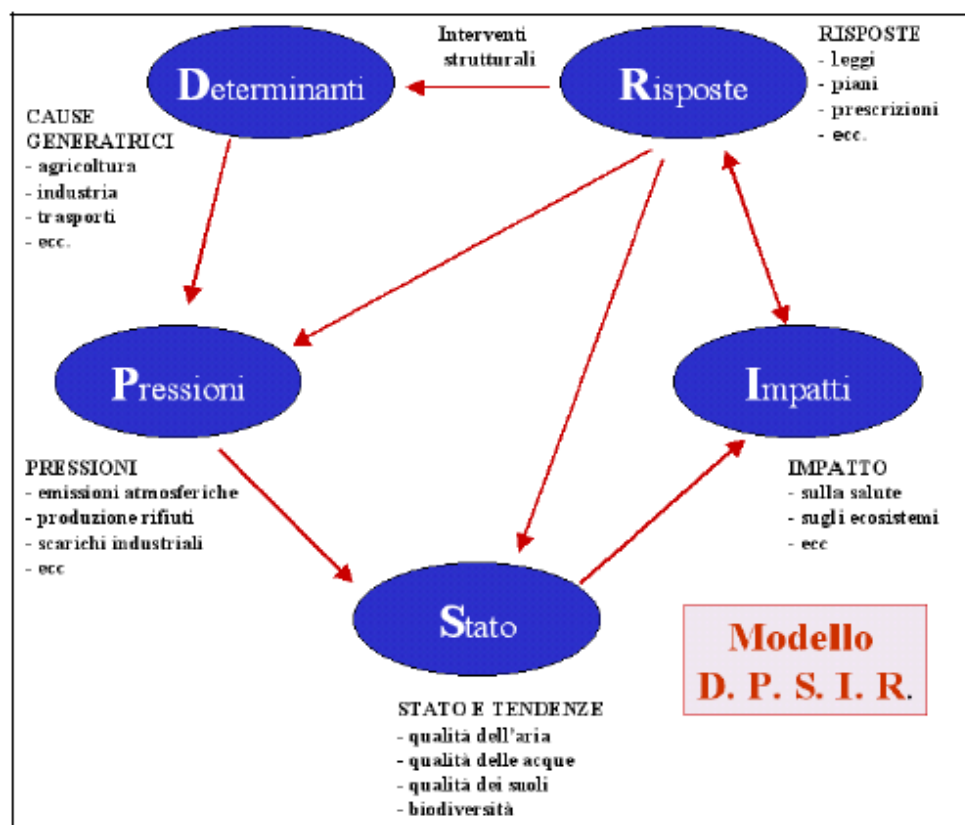 Determinanti
Interventi
strutturali
Risposte
RISPOSTE
- leggi
- piani
- prescrizioni
- ecc.
CAUSE
GENERATRICI
- agricoltura
- industria
- trasporti
- ecc.
Pressioni
Impatti
PRESSIONI
- emissioni atmosferiche
- produzione rifiuti
- scarichi industriali
- ecc
IMPATTO
- sulla salute
- sugli ecosistemi
- ecc
Stato
Modello
D. P. S. I. R.
STATO E TENDENZE
- qualità dell'aria
- qualità delle acque
- qualità dei suoli
- biodiversità